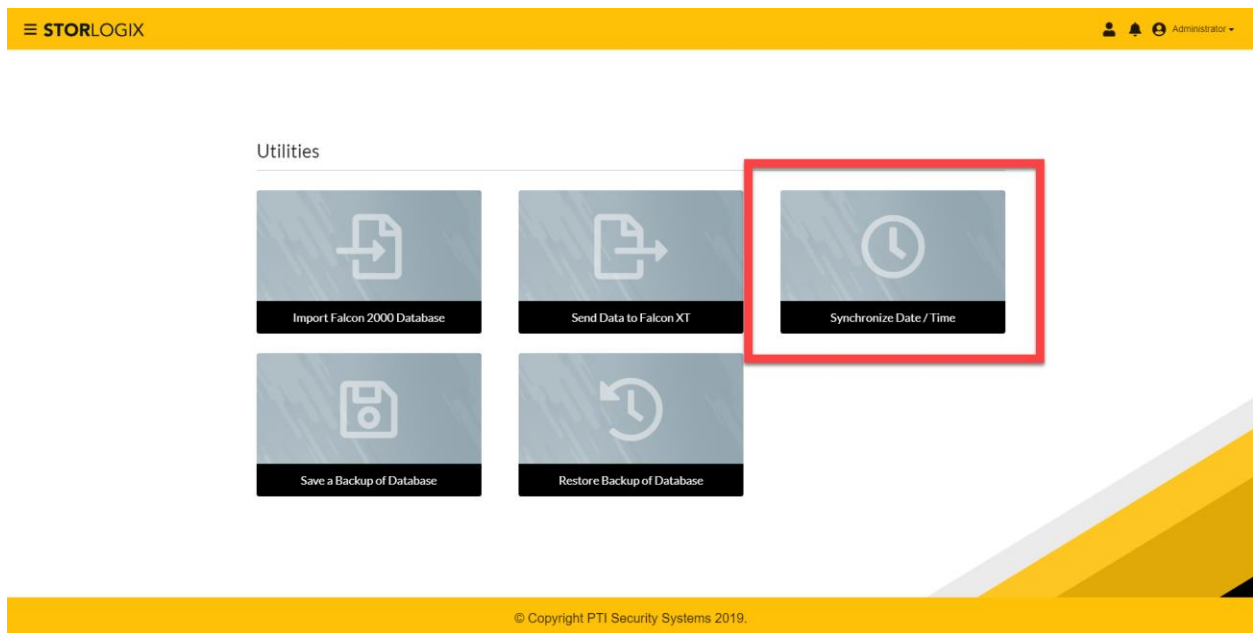 STORLOGIX
Administrator
Utilities
Import Falcon 2000 Database
Send Data to Falcon XT
Synchronize Date / Time
Save a Backup of Database
Restore Backup of Database
© Copyright PTI Security Systems 2019.